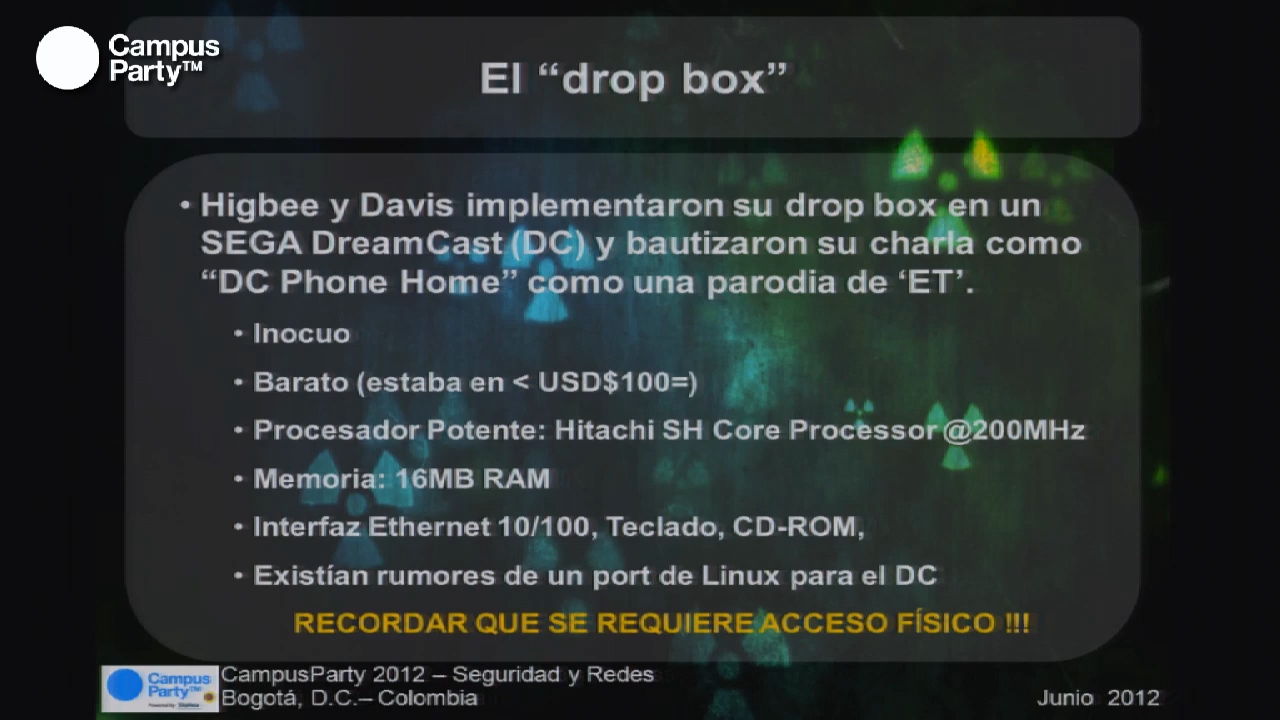 Campus
Party™
El “drop box”
• Higbee y Davis implementaron su drop box en un
SEGA DreamCast (DC) y bautizaron su charla como
“DC Phone Home” como una parodia de ‘ET’.
• Inocuo
• Barato (estaba en < USD$100=)
• Procesador Potente: Hitachi SH Core Processor @200MHz
• Memoria: 16MB RAM
• Interfaz Ethernet 10/100, Teclado, CD-ROM,
• Existían rumores de un port de Linux para el DC
RECORDAR QUE SE REQUIERE ACCESO FÍSICO !!!
Campus
Party™
CampusParty 2012 – Seguridad y Redes
Bogotá, D.C.– Colombia
Junio 2012